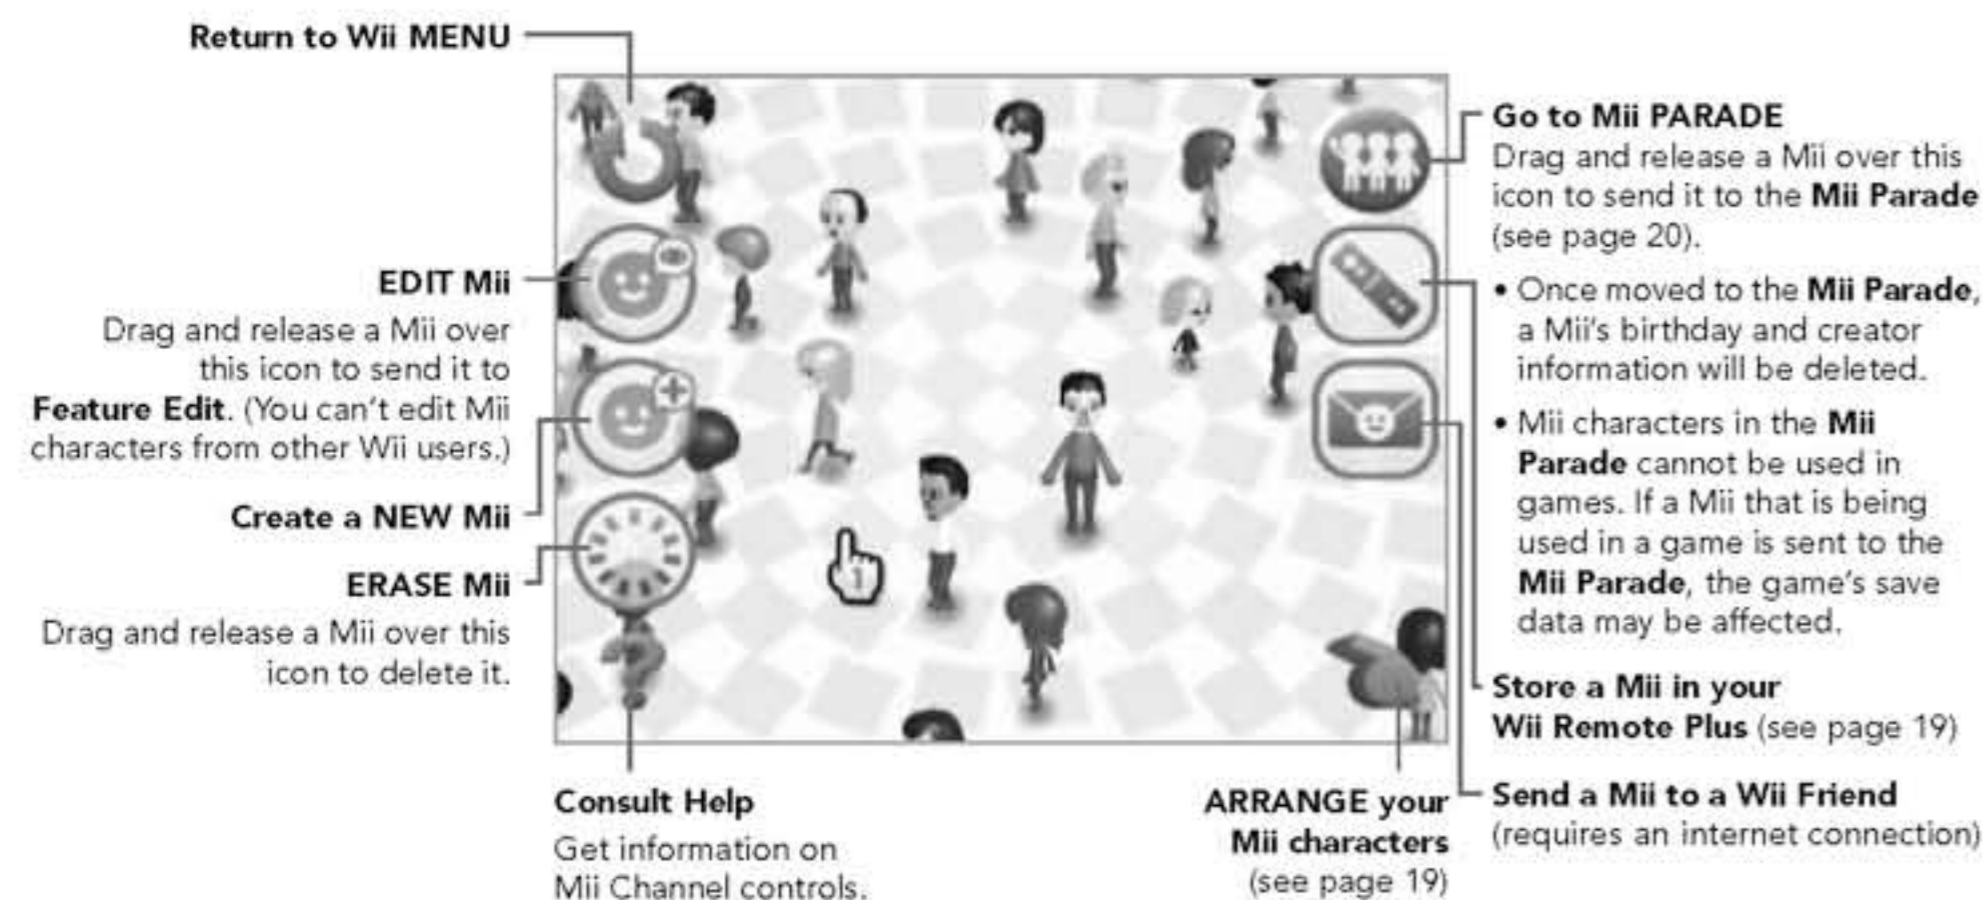 Return to Wii MENU
EDIT Mii
Drag and release a Mii over
this icon to send it to
Feature Edit. (You can't edit Mii
characters from other Wii users.)
Create a NEW Mii
ERASE Mii
Drag and release a Mii over this
icon to delete it.
1
Consult Help
Get information on
Mii Channel controls.
ARRANGE your
Mii characters
(see page 19)
Go to Mii PARADE
Drag and release a Mii over this
icon to send it to the Mii Parade
(see page 20).
• Once moved to the Mii Parade,
a Mii's birthday and creator
information will be deleted.
• Mii characters in the Mii
Parade cannot be used in
games. If a Mii that is being
used in a game is sent to the
Mii Parade, the game's save
data may be affected.
Store a Mii in your
Wii Remote Plus (see page 19)
Send a Mii to a Wii Friend
(requires an internet connection)